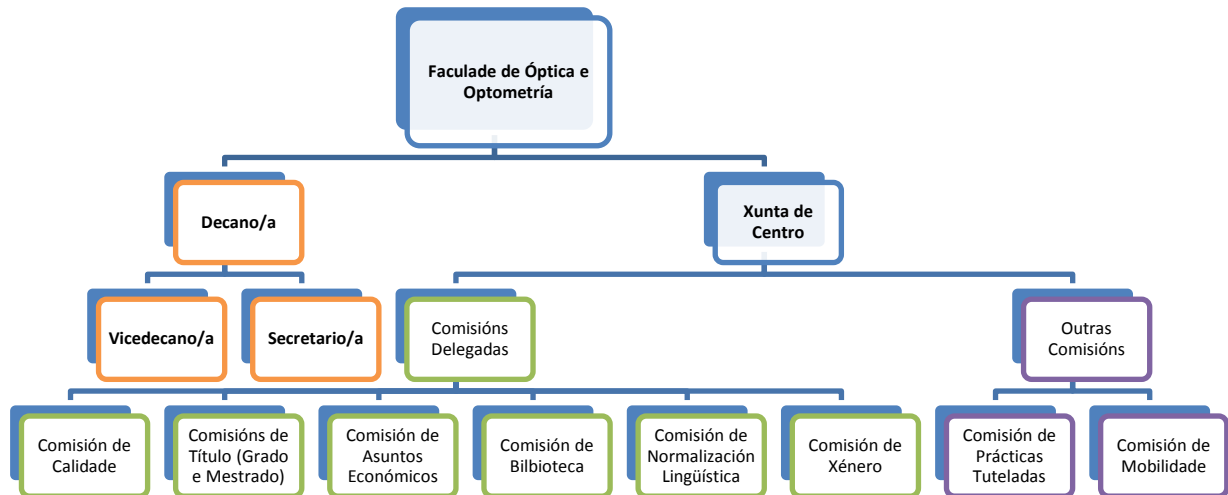 Faculade de Óptica e
Optometría
Decano/a
Xunta de
Centro
Vicedecano/a
Secretario/a
Comisións
Delegadas
Outras
Comisións
Comisión de
Calidade
Comisións de
Título (Grado
e Mestrado)
Comisión de
Asuntos
Económicos
Comisión de
Bilbioteca
Comisión de
Normalización
Lingüística
Comisión de
Xénero
Comisión de
Prácticas
Tuteladas
Comisión de
Mobilidade